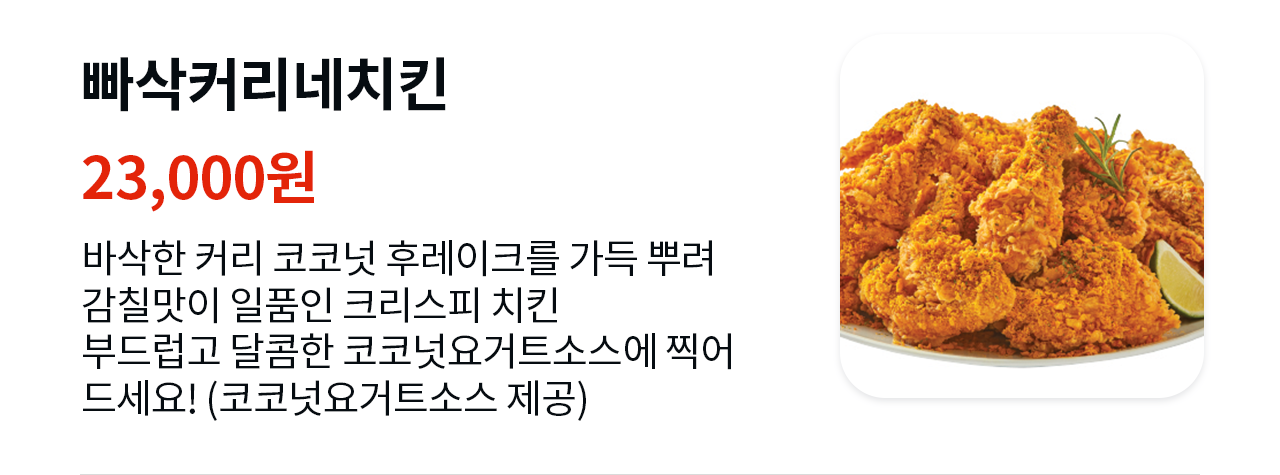 빠삭커리네치킨
23,000원
바삭한 커리 코코넛 후레이크를 가득 뿌려
감칠맛이 일품인 크리스피 치킨
부드럽고 달콤한 코코넛요거트소스에 찍어
드세요! (코코넛요거트소스 제공)